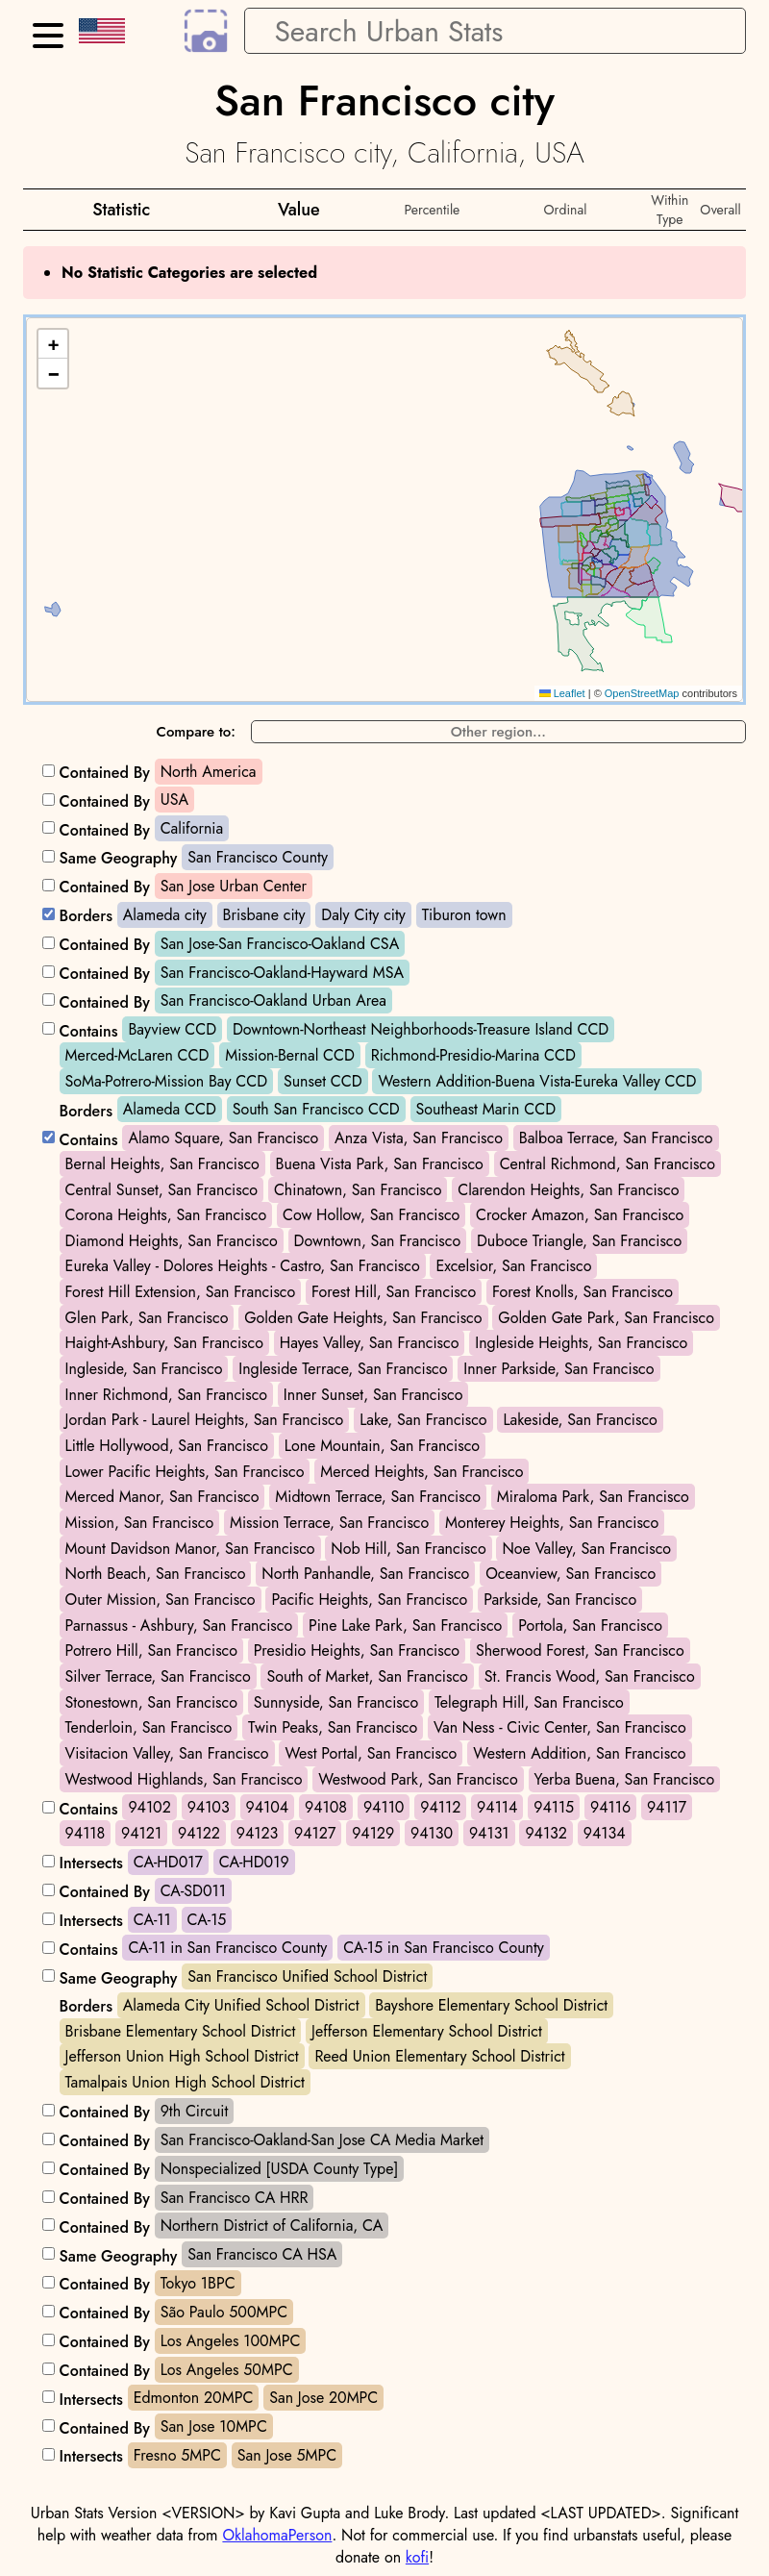 Search Urban Stats
San Francisco city
San Francisco city, California, USA
Statistic Value Percentile Ordinal Within Type Overall
No Statistic Categories are selected
+
−
Leaflet | © OpenStreetMap contributors
Compare to: Other region...
Contained By North America
Contained By USA
Contained By California
Same Geography San Francisco County
Contained By San Jose Urban Center
Borders Alameda city Brisbane city Daly City city Tiburon town
Contained By San Jose-San Francisco-Oakland CSA
Contained By San Francisco-Oakland-Hayward MSA
Contained By San Francisco-Oakland Urban Area
Contains Bayview CCD Downtown-Northeast Neighborhoods-Treasure Island CCD
Merced-McLaren CCD Mission-Bernal CCD Richmond-Presidio-Marina CCD
SoMa-Potrero-Mission Bay CCD Sunset CCD Western Addition-Buena Vista-Eureka Valley CCD
Borders Alameda CCD South San Francisco CCD Southeast Marin CCD
Contains Alamo Square, San Francisco Anza Vista, San Francisco Balboa Terrace, San Francisco
Bernal Heights, San Francisco Buena Vista Park, San Francisco Central Richmond, San Francisco
Central Sunset, San Francisco Chinatown, San Francisco Clarendon Heights, San Francisco
Corona Heights, San Francisco Cow Hollow, San Francisco Crocker Amazon, San Francisco
Diamond Heights, San Francisco Downtown, San Francisco Duboce Triangle, San Francisco
Eureka Valley - Dolores Heights - Castro, San Francisco Excelsior, San Francisco
Forest Hill Extension, San Francisco Forest Hill, San Francisco Forest Knolls, San Francisco
Glen Park, San Francisco Golden Gate Heights, San Francisco Golden Gate Park, San Francisco
Haight-Ashbury, San Francisco Hayes Valley, San Francisco Ingleside Heights, San Francisco
Ingleside, San Francisco Ingleside Terrace, San Francisco Inner Parkside, San Francisco
Inner Richmond, San Francisco Inner Sunset, San Francisco
Jordan Park - Laurel Heights, San Francisco Lake, San Francisco Lakeside, San Francisco
Little Hollywood, San Francisco Lone Mountain, San Francisco
Lower Pacific Heights, San Francisco Merced Heights, San Francisco
Merced Manor, San Francisco Midtown Terrace, San Francisco Miraloma Park, San Francisco
Mission, San Francisco Mission Terrace, San Francisco Monterey Heights, San Francisco
Mount Davidson Manor, San Francisco Nob Hill, San Francisco Noe Valley, San Francisco
North Beach, San Francisco North Panhandle, San Francisco Oceanview, San Francisco
Outer Mission, San Francisco Pacific Heights, San Francisco Parkside, San Francisco
Parnassus - Ashbury, San Francisco Pine Lake Park, San Francisco Portola, San Francisco
Potrero Hill, San Francisco Presidio Heights, San Francisco Sherwood Forest, San Francisco
Silver Terrace, San Francisco South of Market, San Francisco St. Francis Wood, San Francisco
Stonestown, San Francisco Sunnyside, San Francisco Telegraph Hill, San Francisco
Tenderloin, San Francisco Twin Peaks, San Francisco Van Ness - Civic Center, San Francisco
Visitacion Valley, San Francisco West Portal, San Francisco Western Addition, San Francisco
Westwood Highlands, San Francisco Westwood Park, San Francisco Yerba Buena, San Francisco
Contains 94102 94103 94104 94108 94110 94112 94114 94115 94116 94117
94118 94121 94122 94123 94127 94129 94130 94131 94132 94134
Intersects CA-HD017 CA-HD019
Contained By CA-SD011
Intersects CA-11 CA-15
Contains CA-11 in San Francisco County CA-15 in San Francisco County
Same Geography San Francisco Unified School District
Borders Alameda City Unified School District Bayshore Elementary School District
Brisbane Elementary School District Jefferson Elementary School District
Jefferson Union High School District Reed Union Elementary School District
Tamalpais Union High School District
Contained By 9th Circuit
Contained By San Francisco-Oakland-San Jose CA Media Market
Contained By Nonspecialized [USDA County Type]
Contained By San Francisco CA HRR
Contained By Northern District of California, CA
Same Geography San Francisco CA HSA
Contained By Tokyo 1BPC
Contained By São Paulo 500MPC
Contained By Los Angeles 100MPC
Contained By Los Angeles 50MPC
Intersects Edmonton 20MPC San Jose 20MPC
Contained By San Jose 10MPC
Intersects Fresno 5MPC San Jose 5MPC
Urban Stats Version <VERSION> by Kavi Gupta and Luke Brody. Last updated <LAST UPDATED>. Significant
help with weather data from OklahomaPerson. Not for commercial use. If you find urbanstats useful, please
donate on kofi!